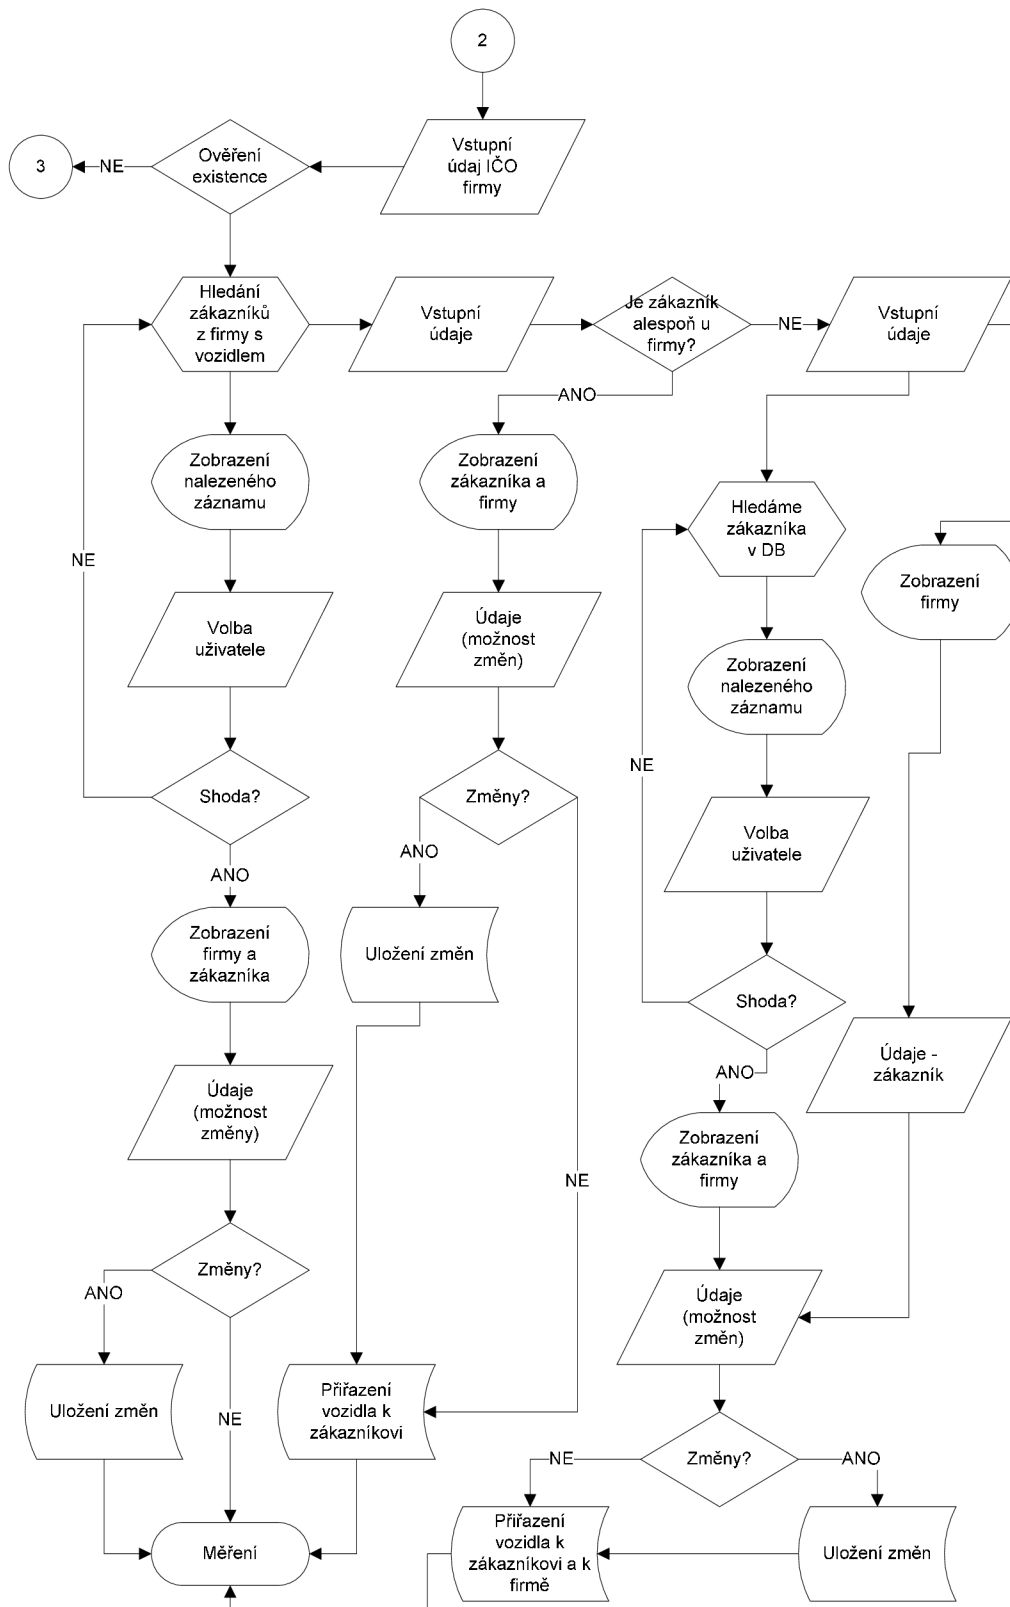 2
Vstupní
údaj IČO
firmy
Ověření
existence
NE
3
Hledání
zákazníků
z firmy s
vozidlem
Vstupní
údaje
Je zákazník
alespoň u
firmy?
NE
Vstupní
údaje
ANO
Zobrazení
nalezeného
záznamu
Zobrazení
zákazníka a
firmy
Hledáme
zákazníka
v DB
Zobrazení
firmy
NE
Volba
uživatele
Údaje
(možnost
změn)
Zobrazení
nalezeného
záznamu
NE
Shoda?
Změny?
Volba
uživatele
ANO
ANO
Zobrazení
firmy a
zákazníka
Uložení změn
Shoda?
Údaje -
zákazník
ANO
Údaje
(možnost
změny)
Zobrazení
zákazníka a
firmy
NE
Změny?
ANO
Údaje
(možnost
změn)
Uložení změn
NE
Přiřazení
vozidla k
zákazníkovi
Změny?
NE
ANO
Měření
Přiřazení
vozidla k
zákazníkovi a k
firmě
Uložení změn